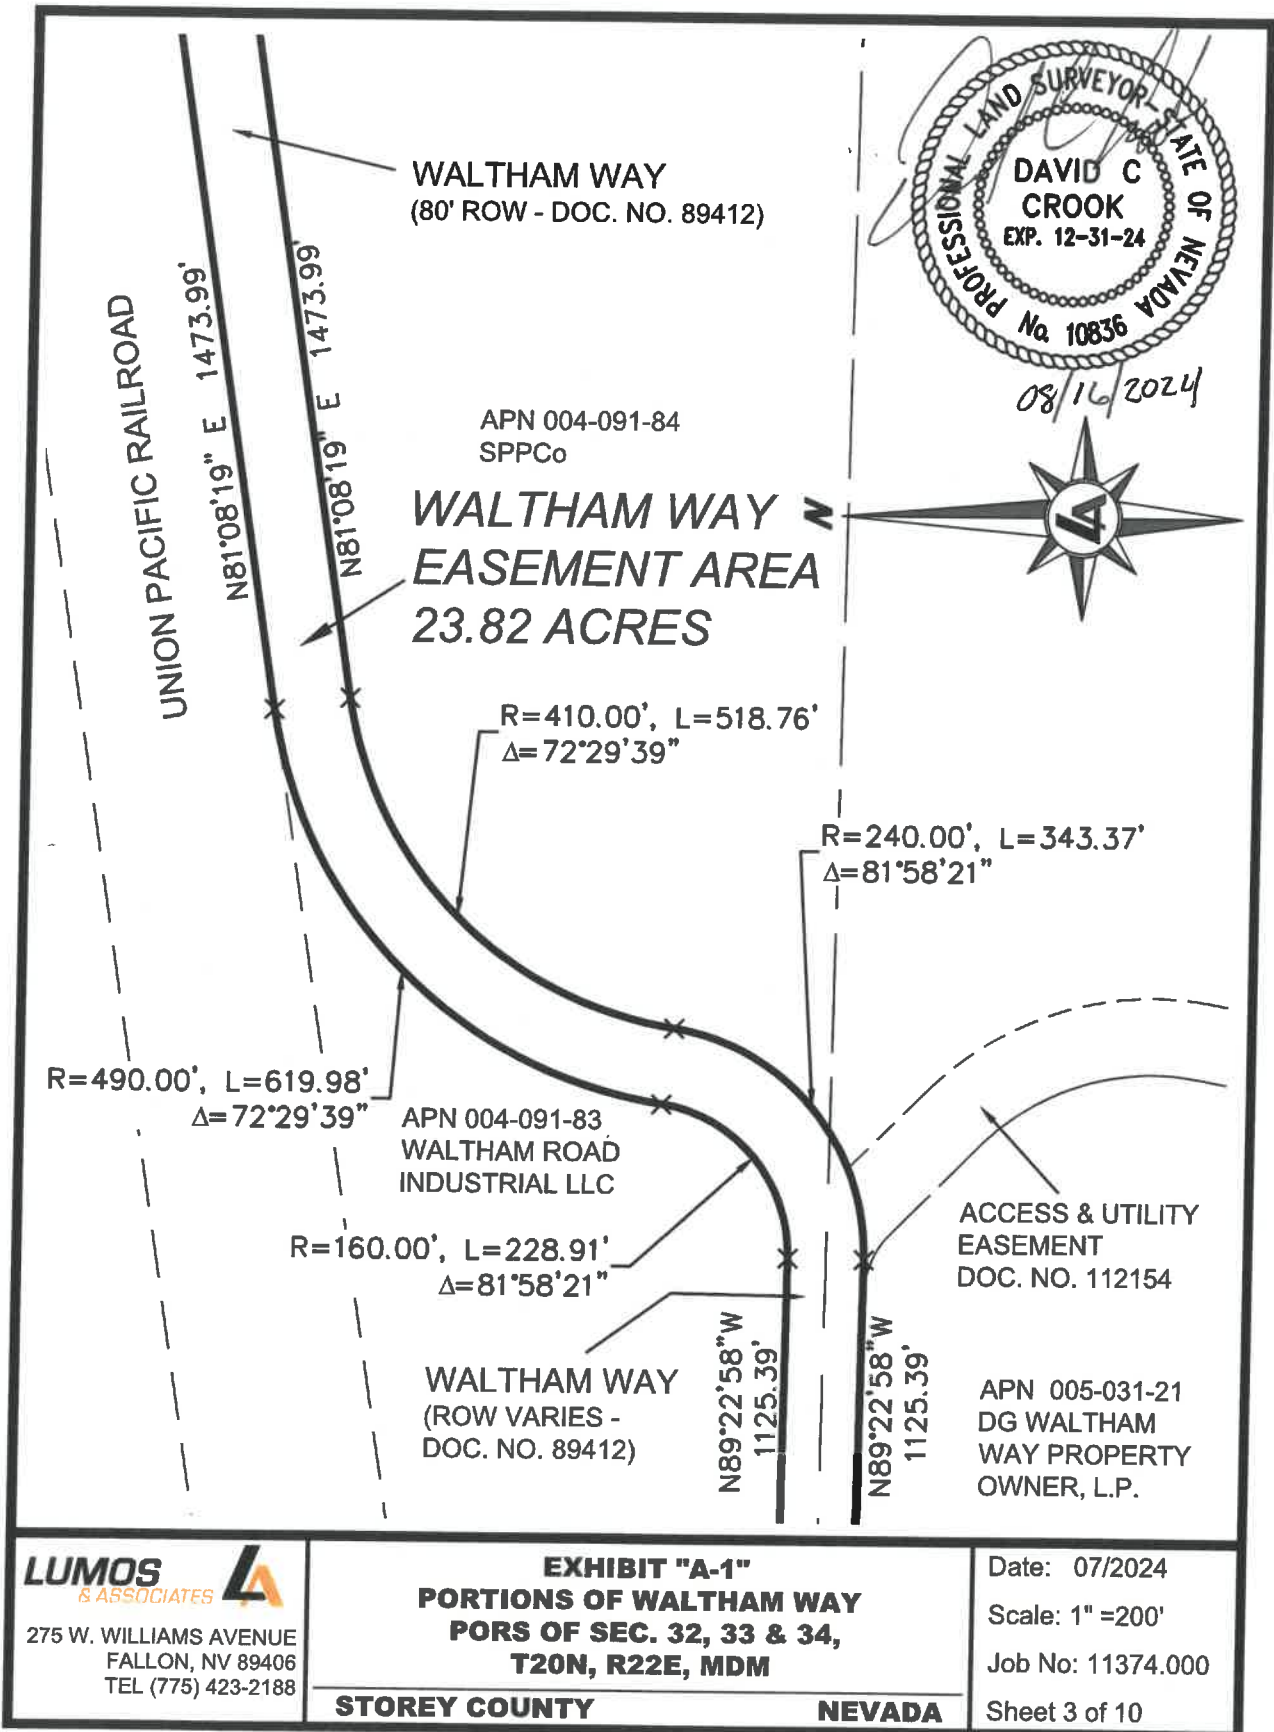 WALTHAM WAY
(80' ROW - DOC. NO. 89412)
PROFESSIONAL LAND SURVEYOR-STATE OF NEVADA
DAVID C
CROOK
EXP. 12-31-24
No. 10836
08/16/2024
UNION PACIFIC RAILROAD
N81°08'19" E 1473.99'
N81°08'19" E 1473.99'
APN 004-091-84
SPPCo
WALTHAM WAY
EASEMENT AREA
23.82 ACRES
N
LA
R=410.00', L=518.76'
Δ=72°29'39"
R=240.00', L=343.37'
Δ=81°58'21"
R=490.00', L=619.98'
Δ=72°29'39"
APN 004-091-83
WALTHAM ROAD
INDUSTRIAL LLC
R=160.00', L=228.91'
Δ=81°58'21"
ACCESS & UTILITY
EASEMENT
DOC. NO. 112154
WALTHAM WAY
(ROW VARIES -
DOC. NO. 89412)
N89°22'58"W
1125.39'
N89°22'58"W
1125.39'
APN 005-031-21
DG WALTHAM
WAY PROPERTY
OWNER, L.P.
LUMOS
& ASSOCIATES
LA
275 W. WILLIAMS AVENUE
FALLON, NV 89406
TEL (775) 423-2188
EXHIBIT "A-1"
PORTIONS OF WALTHAM WAY
PORS OF SEC. 32, 33 & 34,
T20N, R22E, MDM
STOREY COUNTY NEVADA
Date: 07/2024
Scale: 1" =200'
Job No: 11374.000
Sheet 3 of 10